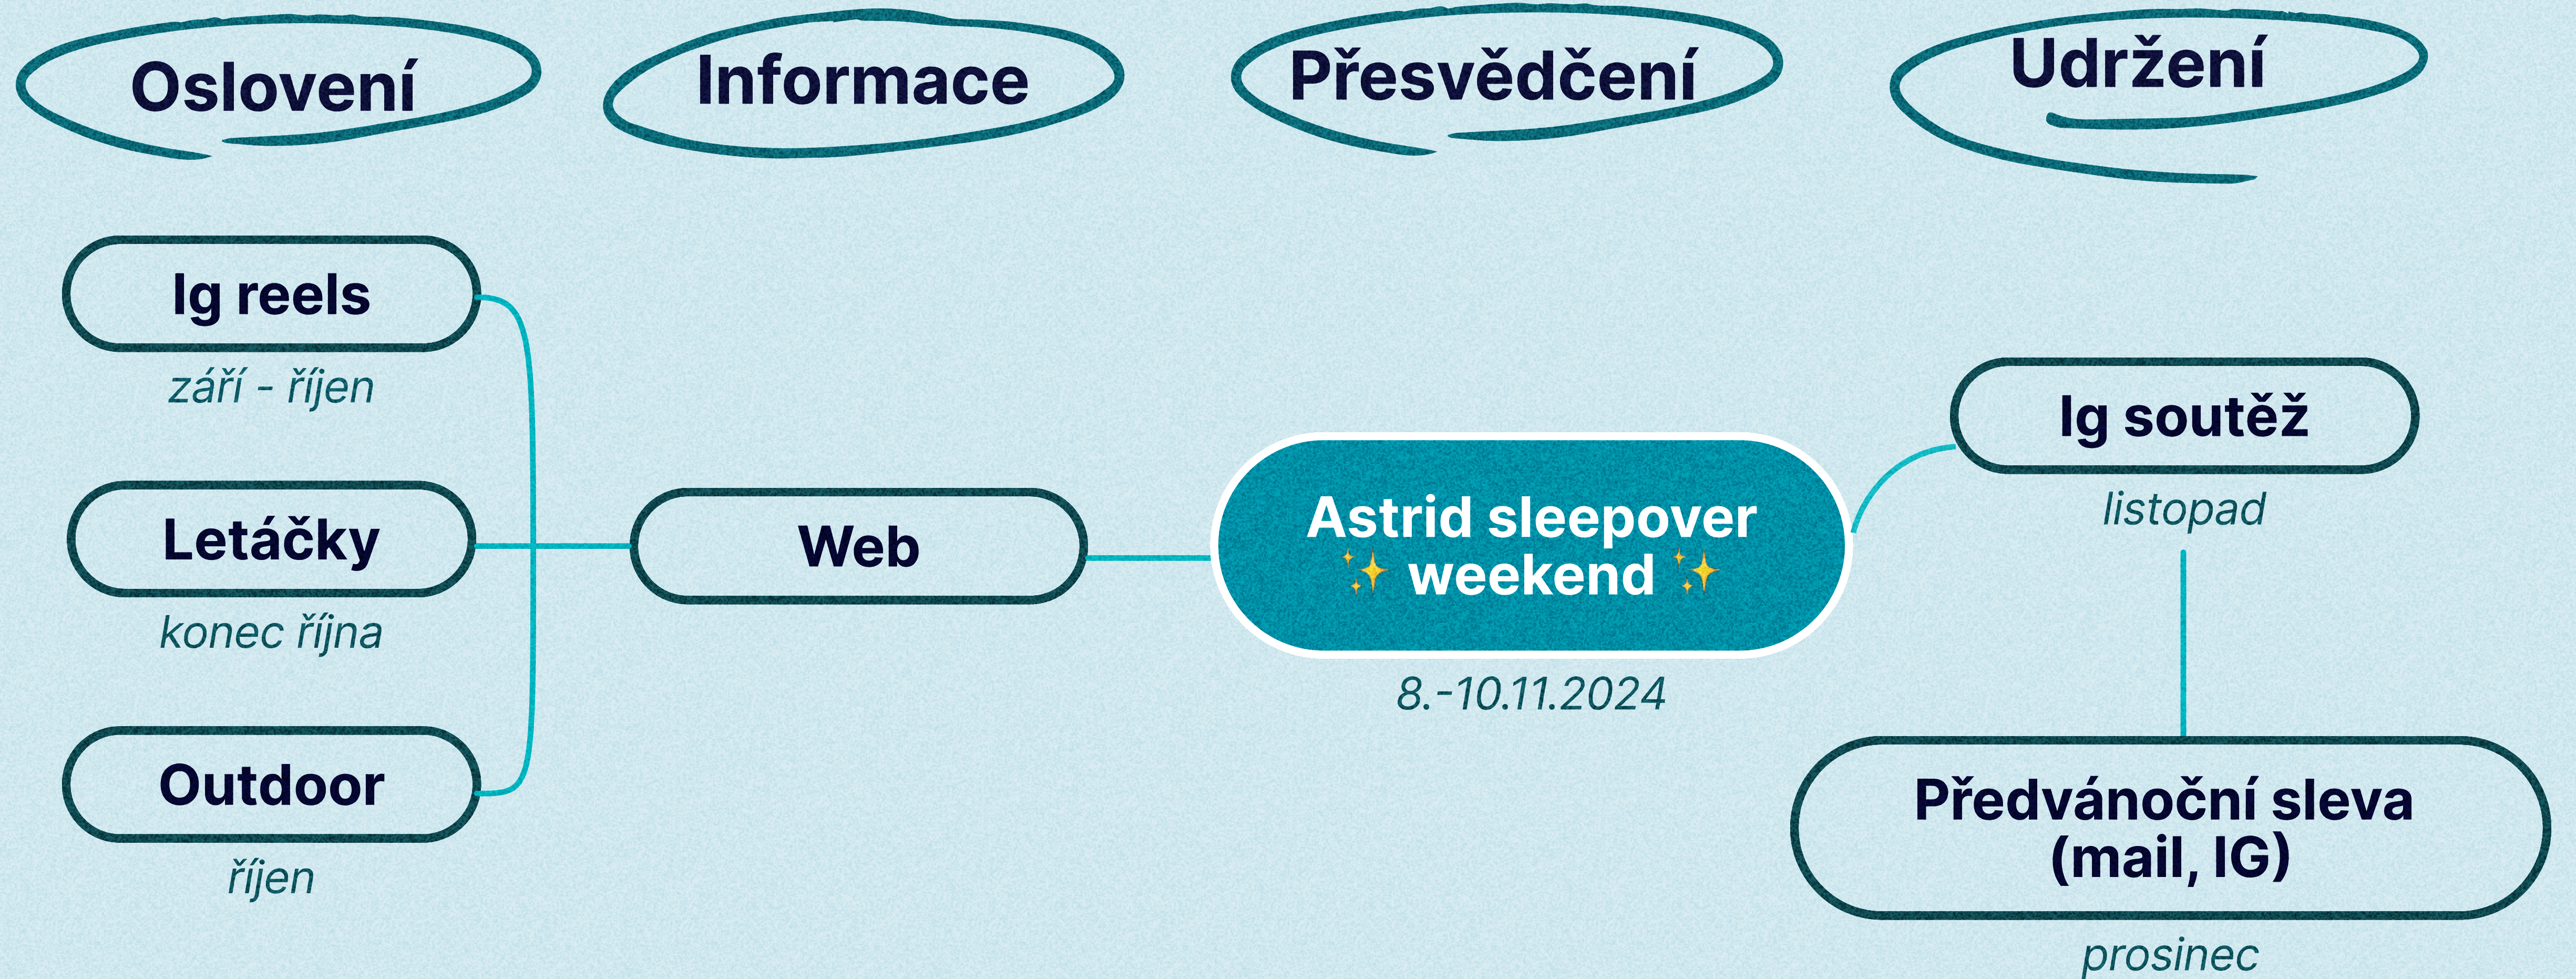 Oslovení
Informace
Přesvědčení
Udržení
Ig reels
září - říjen
Letáčky
konec října
Outdoor
říjen
Web
Astrid sleepover
✨ weekend ✨
8.-10.11.2024
Ig soutěž
listopad
Předvánoční sleva
(mail, IG)
prosinec